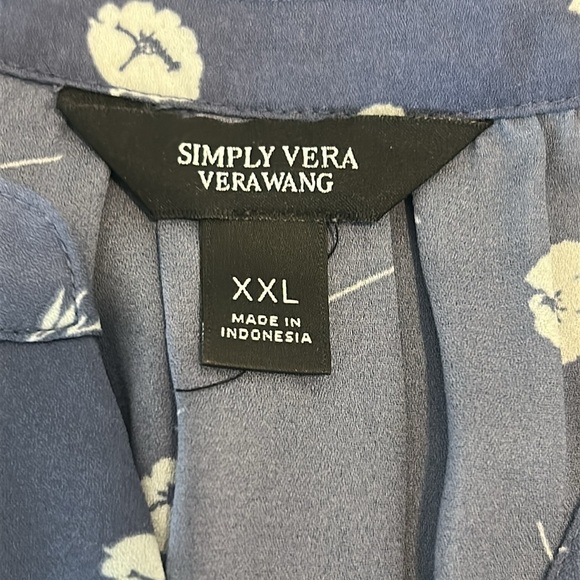 SIMPLY VERA
VERAWANG
XXL
MADE IN
INDONESIA